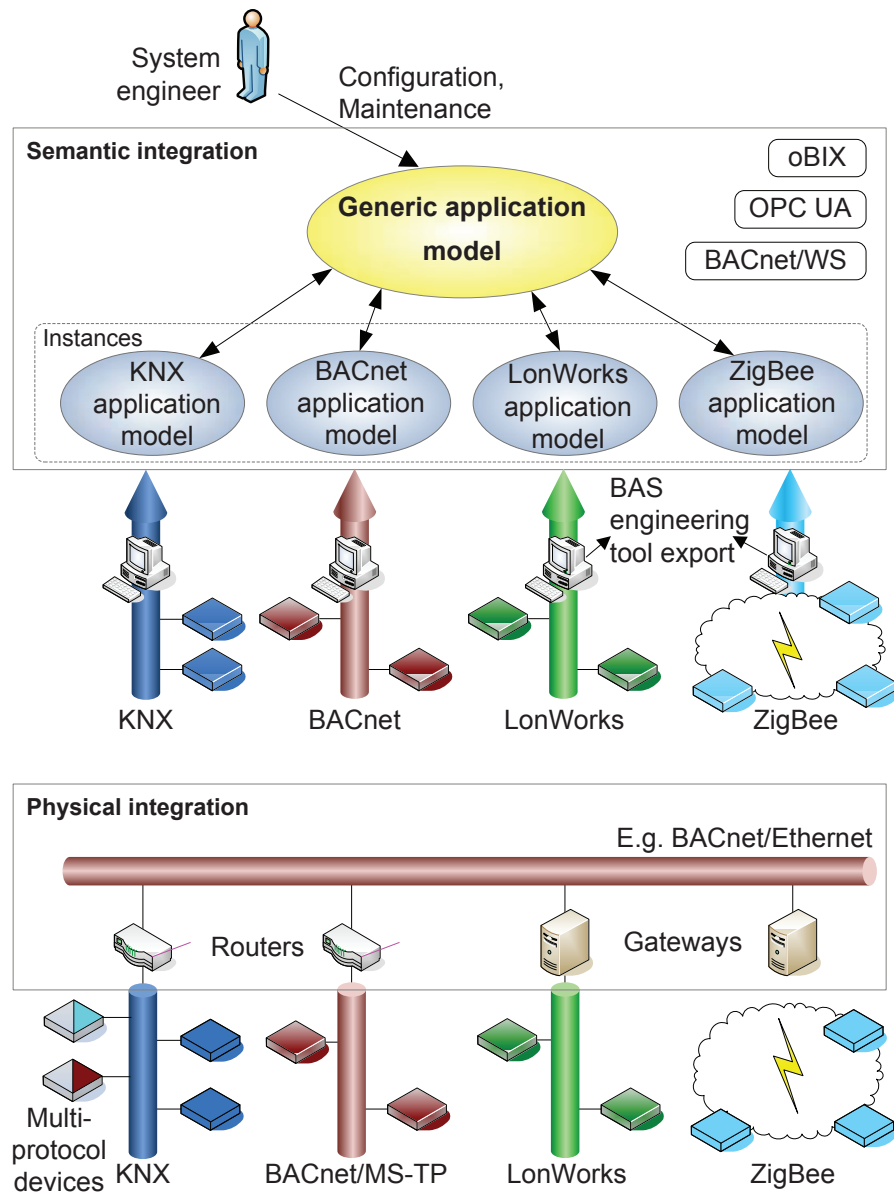 System
engineer
Configuration,
Maintenance
Semantic integration
oBIX
OPC UA
BACnet/WS
Generic application
model
Instances
KNX
application
model
BACnet
application
model
LonWorks
application
model
ZigBee
application
model
BAS
engineering
tool export
KNX
BACnet
LonWorks
ZigBee
Physical integration
E.g. BACnet/Ethernet
Routers
Gateways
Multi-
protocol
devices
KNX
BACnet/MS-TP
LonWorks
ZigBee